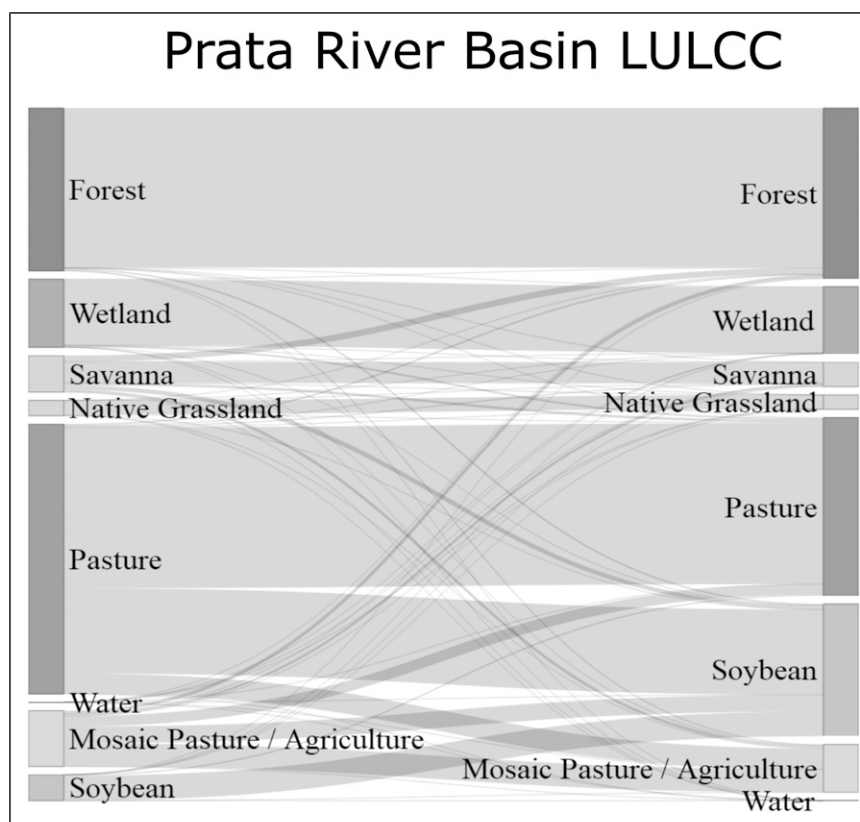 Prata River Basin LULCC
Forest
Wetland
Savanna
Native Grassland
Pasture
Water
Mosaic Pasture / Agriculture
Soybean
Forest
Wetland
Savanna
Native Grassland
Pasture
Soybean
Mosaic Pasture / Agriculture
Water